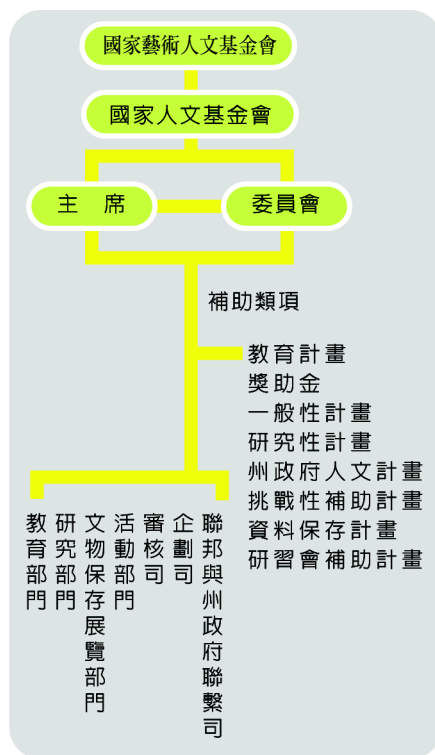 國家藝術人文基金會
國家人文基金會
主 席
委員會
補助類項
教育計畫
獎助金
一般性計畫
研究性計畫
州政府人文計畫
挑戰性補助計畫
資料保存計畫
研習會補助計畫
教育部門
研究部門
文物保存展覽部門
活動部門
審核司
企劃司
聯邦與州政府聯繫司